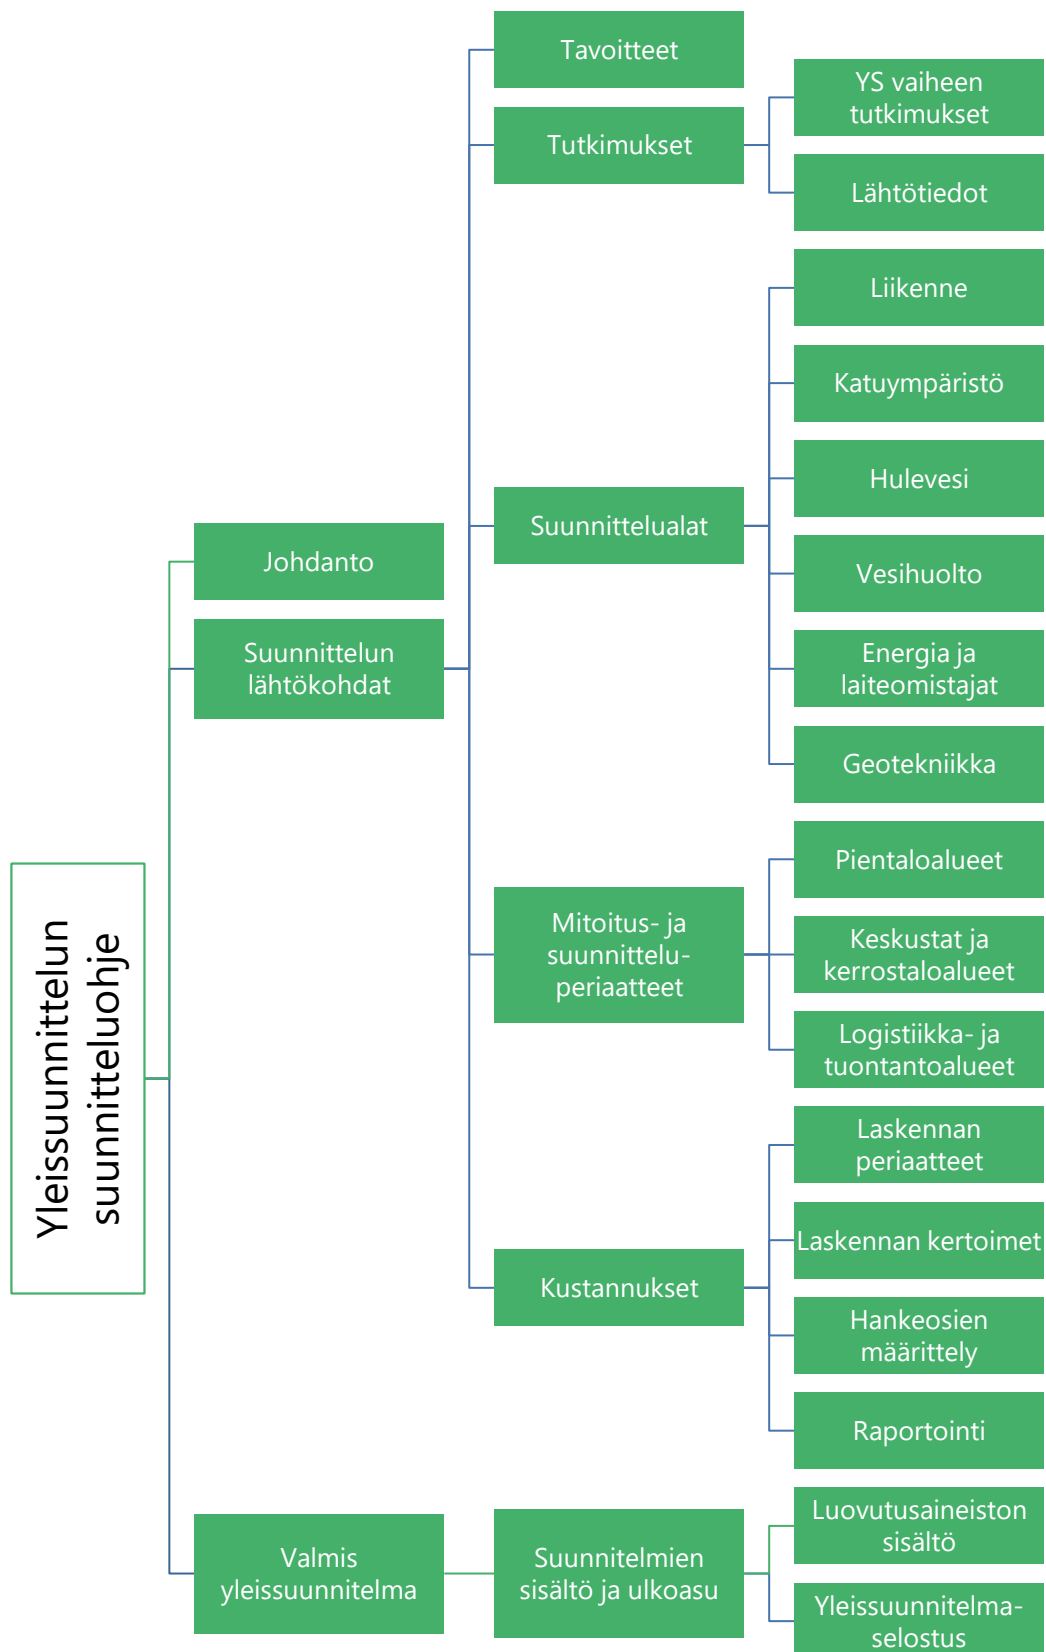 Yleissuunnittelun
suunnitteluohje
Johdanto
Suunnittelun
lähtökohdat
Tavoitteet
Tutkimukset
YS vaiheen
tutkimukset
Lähtötiedot
Suunnittelualat
Liikenne
Katuympäristö
Hulevesi
Vesihuolto
Energia ja
laiteomistajat
Geotekniikka
Mitoitus- ja
suunnittelu-
periaatteet
Pientaloalueet
Keskustat ja
kerrostaloalueet
Logistiikka- ja
tuontantoalueet
Kustannukset
Laskennan
periaatteet
Laskennan kertoimet
Hankeosien
määrittely
Raportointi
Valmis
yleissuunnitelma
Suunnitelmien
sisältö ja ulkoasu
Luovutusaineiston
sisältö
Yleissuunnitelma-
selostus